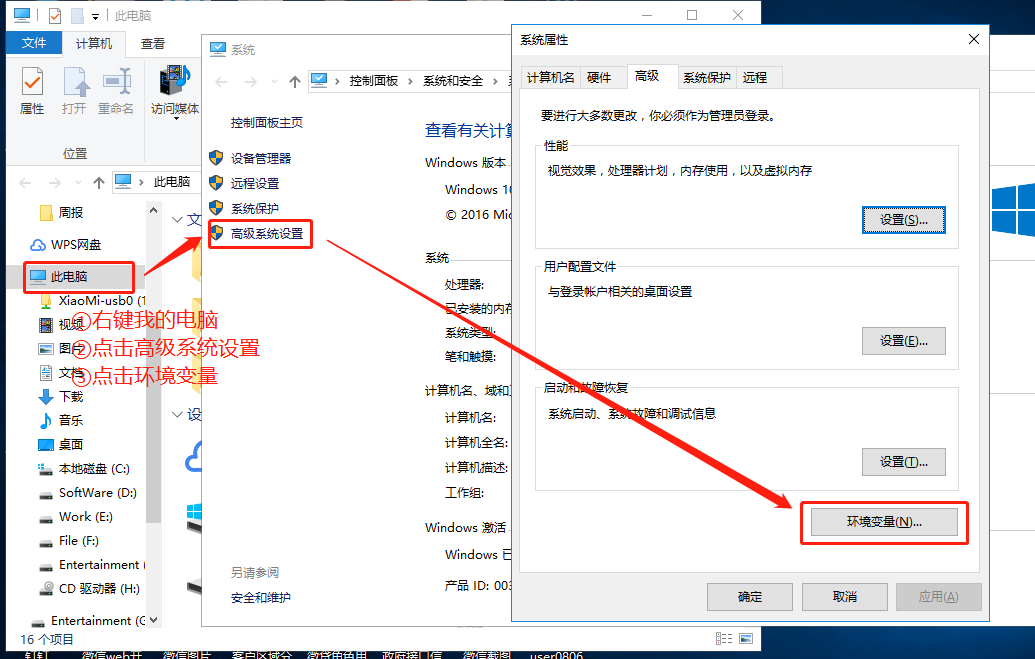 此电脑
文件
计算机
查看
属性
打开
重命名
访问媒体
位置
此电脑
周报
WPS网盘
此电脑
XiaoMi-usb0 (1
视频
图片
文档
下载
音乐
桌面
本地磁盘 (C:)
SoftWare (D:)
Work (E:)
File (F:)
Entertainment (
CD 驱动器 (H:)
Entertainment (G
16 个项目
①右键我的电脑
②点击高级系统设置
③点击环境变量
文
设
系统
控制面板
系统和安全
控制面板主页
设备管理器
远程设置
系统保护
高级系统设置
另请参阅
安全和维护
查看有关计算
Windows 版本
Windows 10
© 2016 Mic
系统
处理器:
已安装的内存
系统类型:
笔和触摸:
计算机名、域和工
计算机名:
计算机全名:
计算机描述:
工作组:
Windows 激活
Windows 已
产品 ID: 003
系统属性
计算机名
硬件
高级
系统保护
远程
要进行大多数更改，你必须作为管理员登录。
性能
视觉效果，处理器计划，内存使用，以及虚拟内存
设置(S)...
用户配置文件
与登录帐户相关的桌面设置
设置(E)...
启动和故障恢复
系统启动、系统故障和调试信息
设置(T)...
环境变量(N)...
确定
取消
应用(A)
user0806